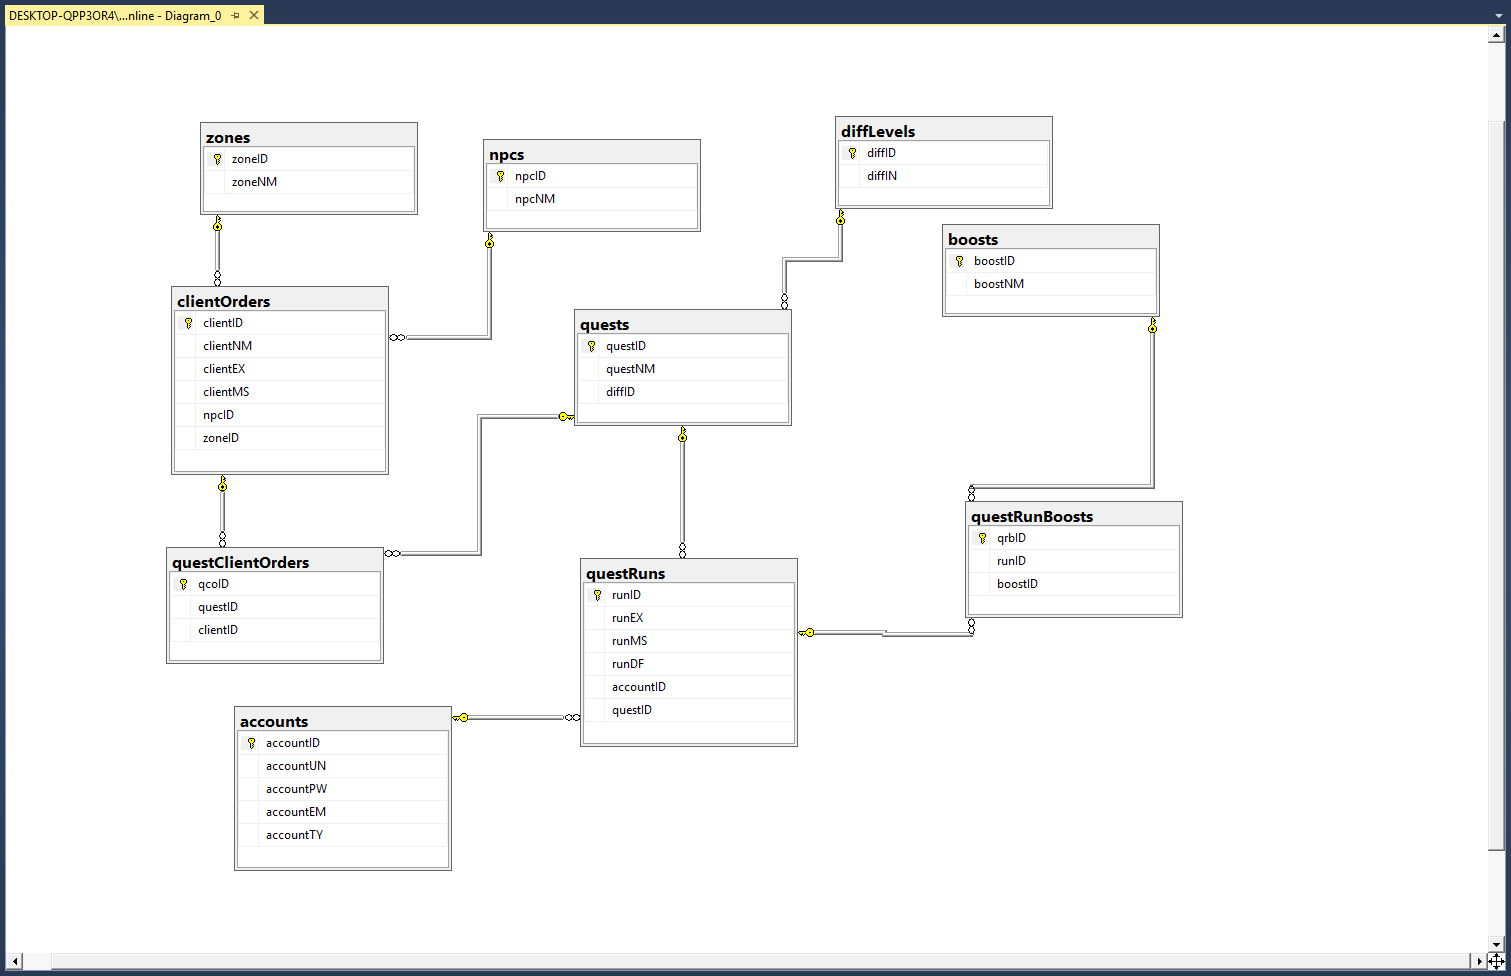 DESKTOP-QPP3OR4\...nline - Diagram_0
zones
zoneID
zoneNM
npcs
npcID
npcNM
diffLevels
diffID
diffIN
boosts
boostID
boostNM
clientOrders
clientID
clientNM
clientEX
clientMS
npcID
zoneID
quests
questID
questNM
diffID
questClientOrders
qcoID
questID
clientID
questRuns
runID
runEX
runMS
runDF
accountID
questID
questRunBoosts
qrbID
runID
boostID
accounts
accountID
accountUN
accountPW
accountEM
accountTY